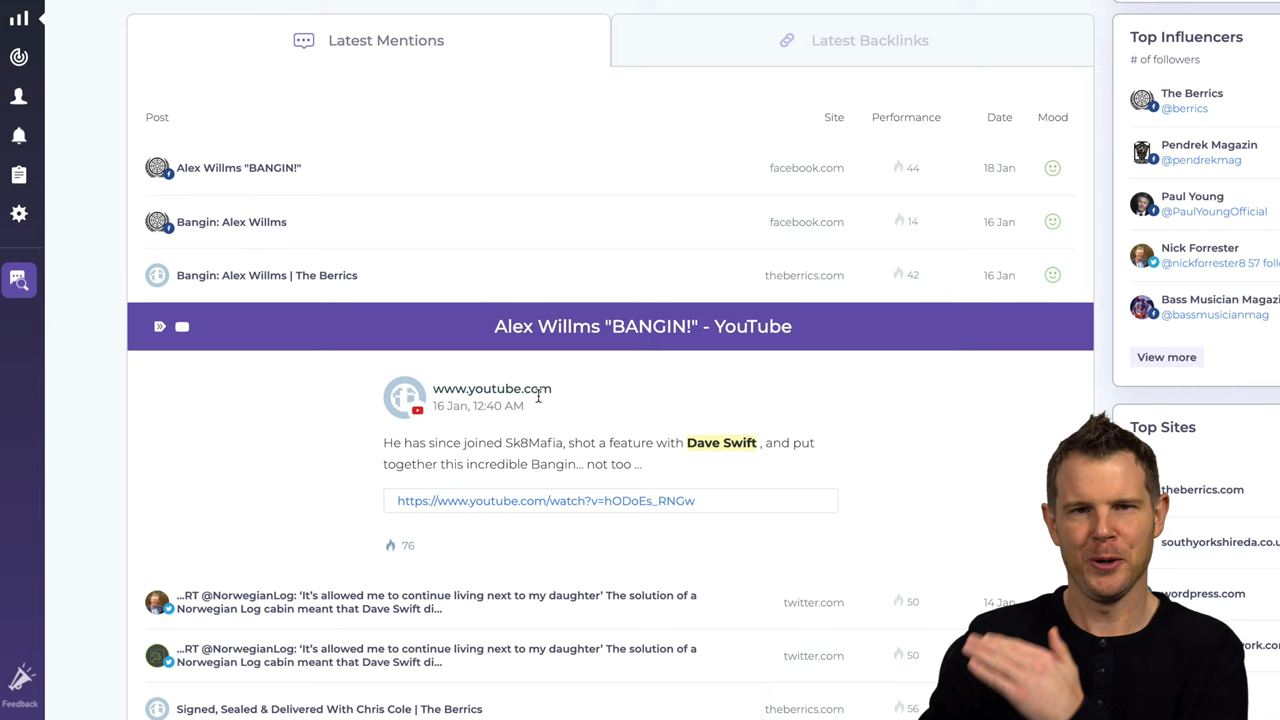 Latest Mentions
Latest Backlinks
Post
Site
Performance
Date
Mood
Alex Willms "BANGIN!"
facebook.com
44
18 Jan
Bangin: Alex Willms
facebook.com
14
16 Jan
Bangin: Alex Willms | The Berrics
theberrics.com
42
16 Jan
Alex Willms "BANGIN!" - YouTube
www.youtube.com
16 Jan, 12:40 AM
He has since joined Sk8Mafia, shot a feature with Dave Swift , and put
together this incredible Bangin... not too ...
https://www.youtube.com/watch?v=hODoEs_RNGw
76
...RT @NorwegianLog: ‘It’s allowed me to continue living next to my daughter’ The solution of a
Norwegian Log cabin meant that Dave Swift di...
twitter.com
50
14 Jan
...RT @NorwegianLog: ‘It’s allowed me to continue living next to my daughter’ The solution of a
Norwegian Log cabin meant that Dave Swift di...
twitter.com
50
Signed, Sealed & Delivered With Chris Cole | The Berrics
theberrics.com
56
Top Influencers
# of followers
The Berrics
@berrics
Pendrek Magazin
@pendrekmag
Paul Young
@PaulYoungOfficial
Nick Forrester
@nickforrester8 57 foll
Bass Musician Magazi
@bassmusicianmag
View more
Top Sites
theberrics.com
southyorkshireda.co.u
wordpress.com
rk.com
Feedback